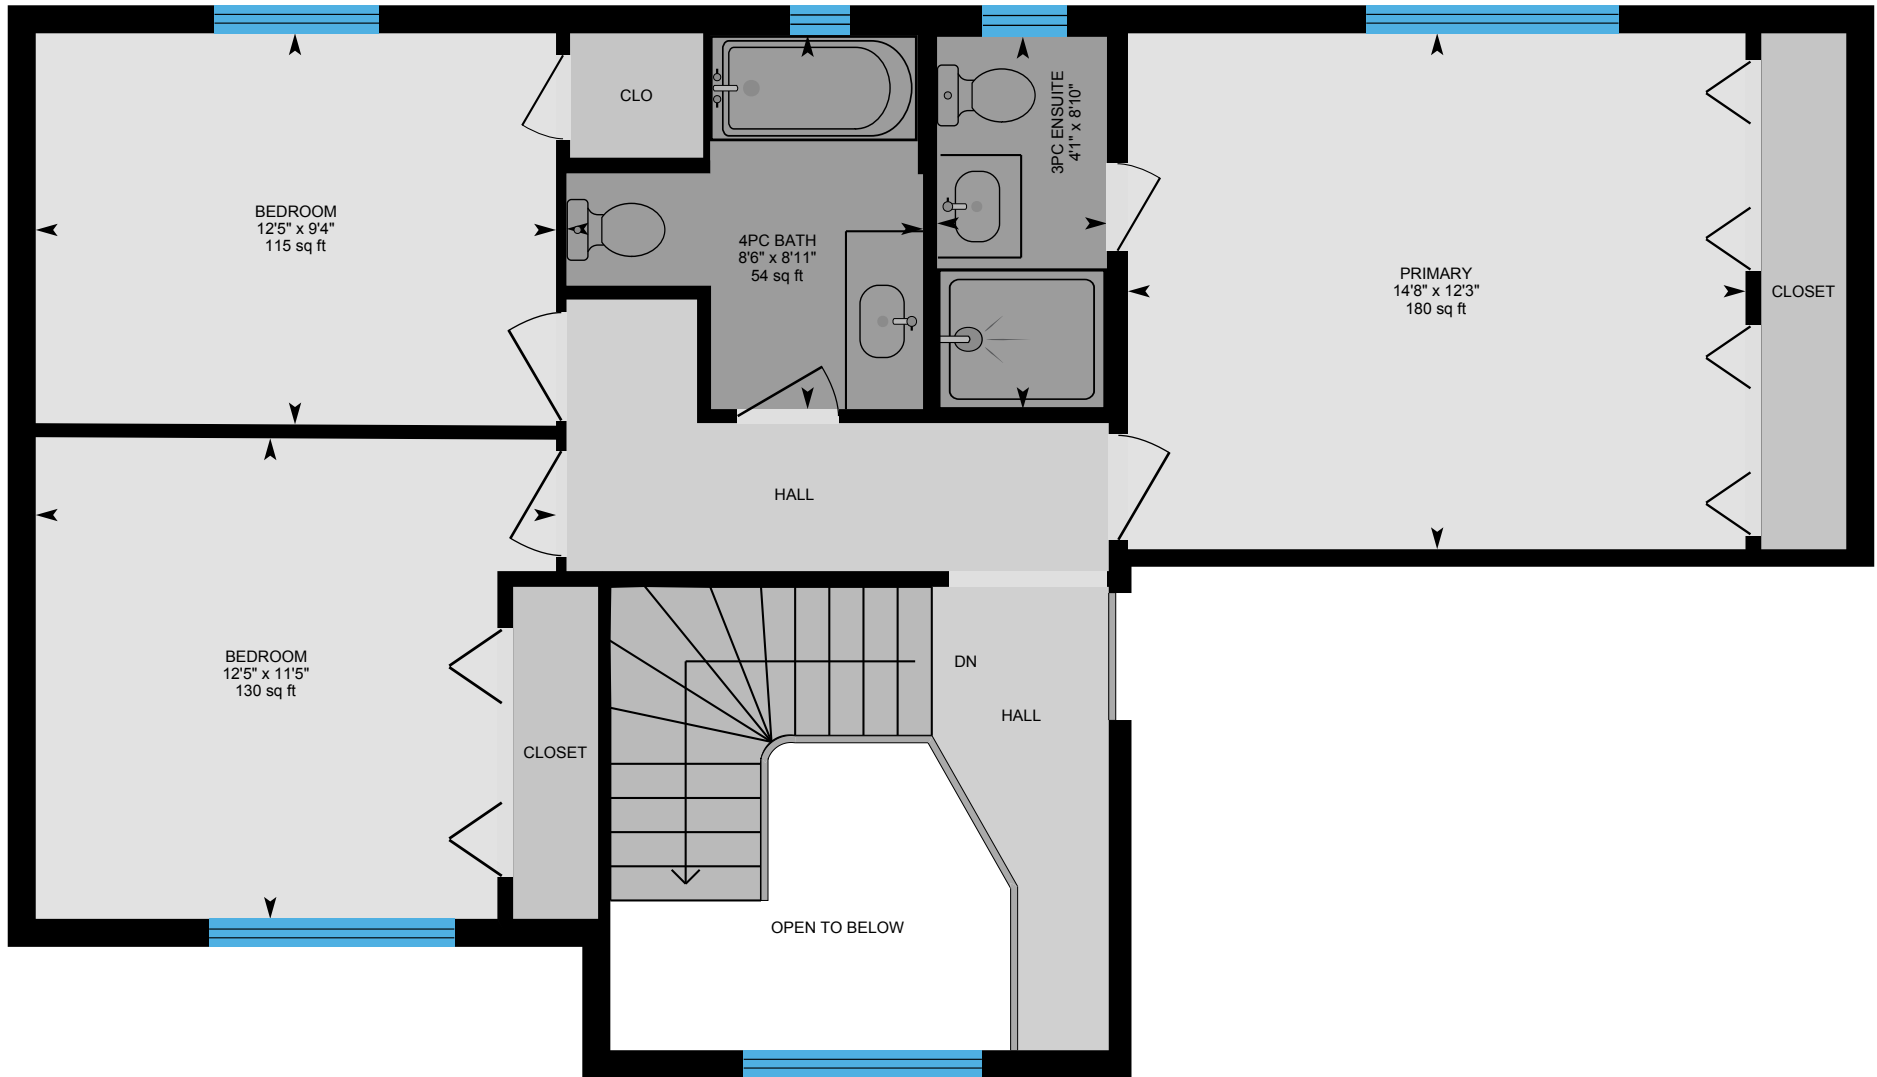 CLO
3PC ENSUITE
4'1" x 8'10"
BEDROOM
12'5" x 9'4"
115 sq ft
4PC BATH
8'6" x 8'11"
54 sq ft
PRIMARY
14'8" x 12'3"
180 sq ft
CLOSET
HALL
BEDROOM
12'5" x 11'5"
130 sq ft
DN
HALL
CLOSET
OPEN TO BELOW